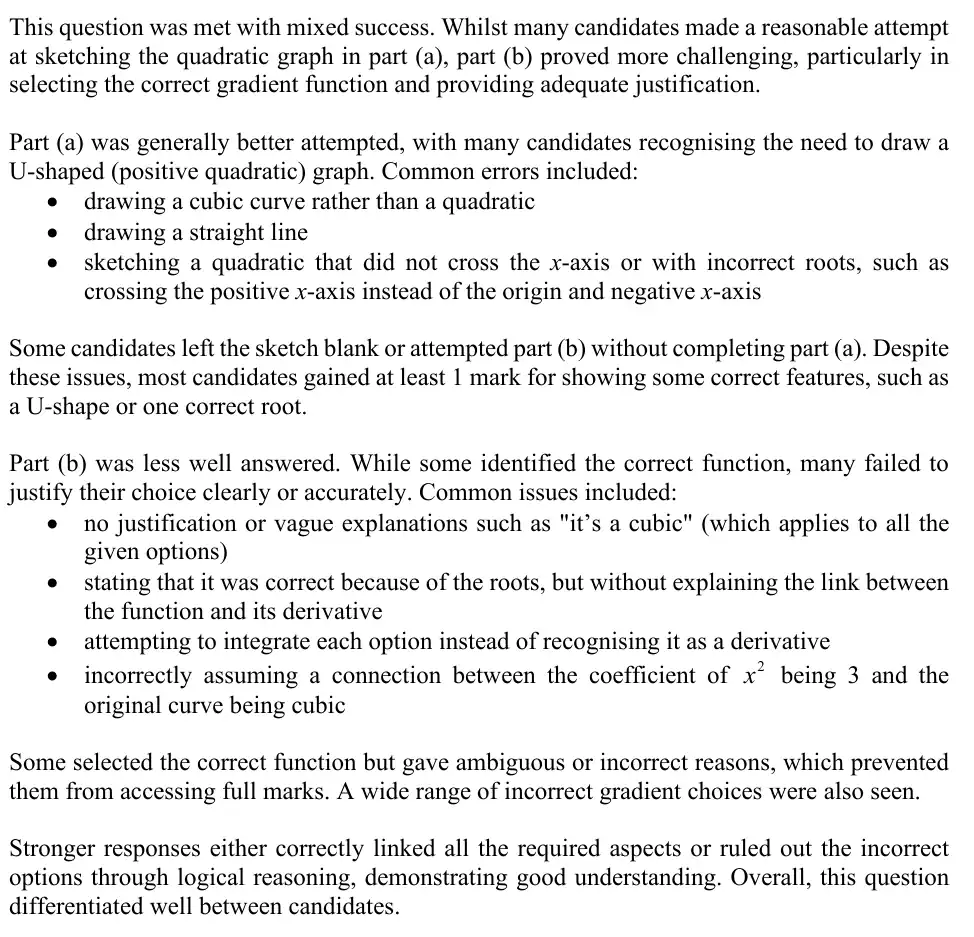 This question was met with mixed success. Whilst many candidates made a reasonable attempt
at sketching the quadratic graph in part (a), part (b) proved more challenging, particularly in
selecting the correct gradient function and providing adequate justification.
Part (a) was generally better attempted, with many candidates recognising the need to draw a
U-shaped (positive quadratic) graph. Common errors included:
• drawing a cubic curve rather than a quadratic
• drawing a straight line
• sketching a quadratic that did not cross the x-axis or with incorrect roots, such as
crossing the positive x-axis instead of the origin and negative x-axis
Some candidates left the sketch blank or attempted part (b) without completing part (a). Despite
these issues, most candidates gained at least 1 mark for showing some correct features, such as
a U-shape or one correct root.
Part (b) was less well answered. While some identified the correct function, many failed to
justify their choice clearly or accurately. Common issues included:
• no justification or vague explanations such as "it’s a cubic" (which applies to all the
given options)
• stating that it was correct because of the roots, but without explaining the link between
the function and its derivative
• attempting to integrate each option instead of recognising it as a derivative
• incorrectly assuming a connection between the coefficient of x² being 3 and the
original curve being cubic
Some selected the correct function but gave ambiguous or incorrect reasons, which prevented
them from accessing full marks. A wide range of incorrect gradient choices were also seen.
Stronger responses either correctly linked all the required aspects or ruled out the incorrect
options through logical reasoning, demonstrating good understanding. Overall, this question
differentiated well between candidates.